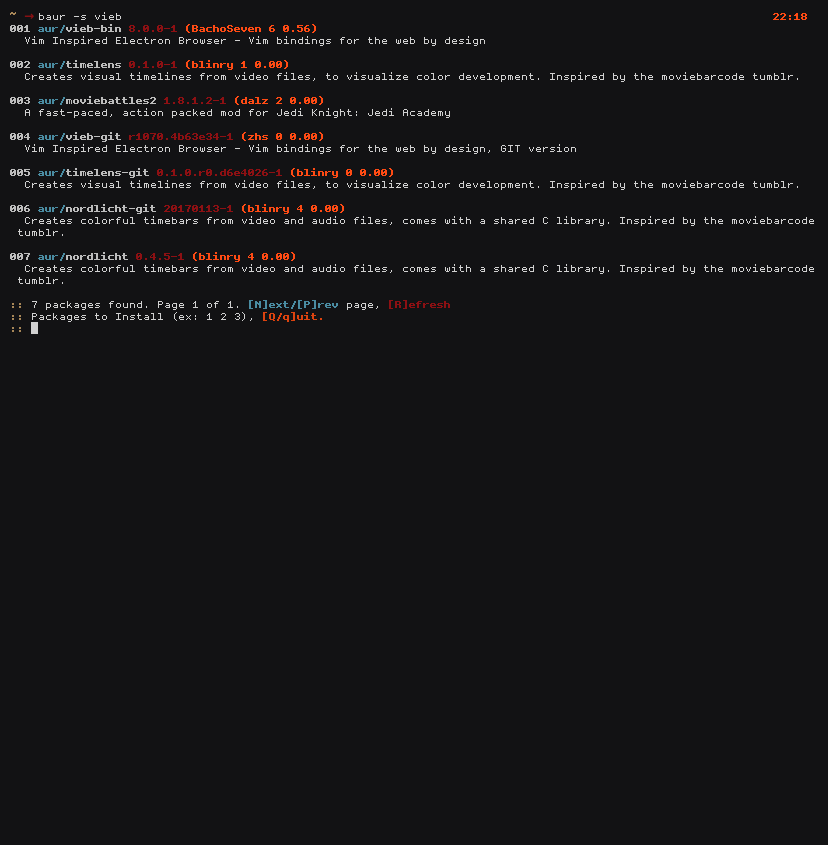 ~ → baur -s vieb 22:18
001 aur/vieb-bin 8.0.0-1 (BachoSeven 6 0.56)
Vim Inspired Electron Browser - Vim bindings for the web by design
002 aur/timelens 0.1.0-1 (blinry 1 0.00)
Creates visual timelines from video files, to visualize color development. Inspired by the moviebarcode tumblr.
003 aur/moviebattles2 1.8.1.2-1 (dalz 2 0.00)
A fast-paced, action packed mod for Jedi Knight: Jedi Academy
004 aur/vieb-git r1070.4b63e34-1 (zhs 0 0.00)
Vim Inspired Electron Browser - Vim bindings for the web by design, GIT version
005 aur/timelens-git 0.1.0.r0.d6e4026-1 (blinry 0 0.00)
Creates visual timelines from video files, to visualize color development. Inspired by the moviebarcode tumblr.
006 aur/nordlicht-git 20170113-1 (blinry 4 0.00)
Creates colorful timebars from video and audio files, comes with a shared C library. Inspired by the moviebarcode
tumblr.
007 aur/nordlicht 0.4.5-1 (blinry 4 0.00)
Creates colorful timebars from video and audio files, comes with a shared C library. Inspired by the moviebarcode
tumblr.
:: 7 packages found. Page 1 of 1. [N]ext/[P]rev page, [R]efresh
:: Packages to Install (ex: 1 2 3), [Q/q]uit.
::